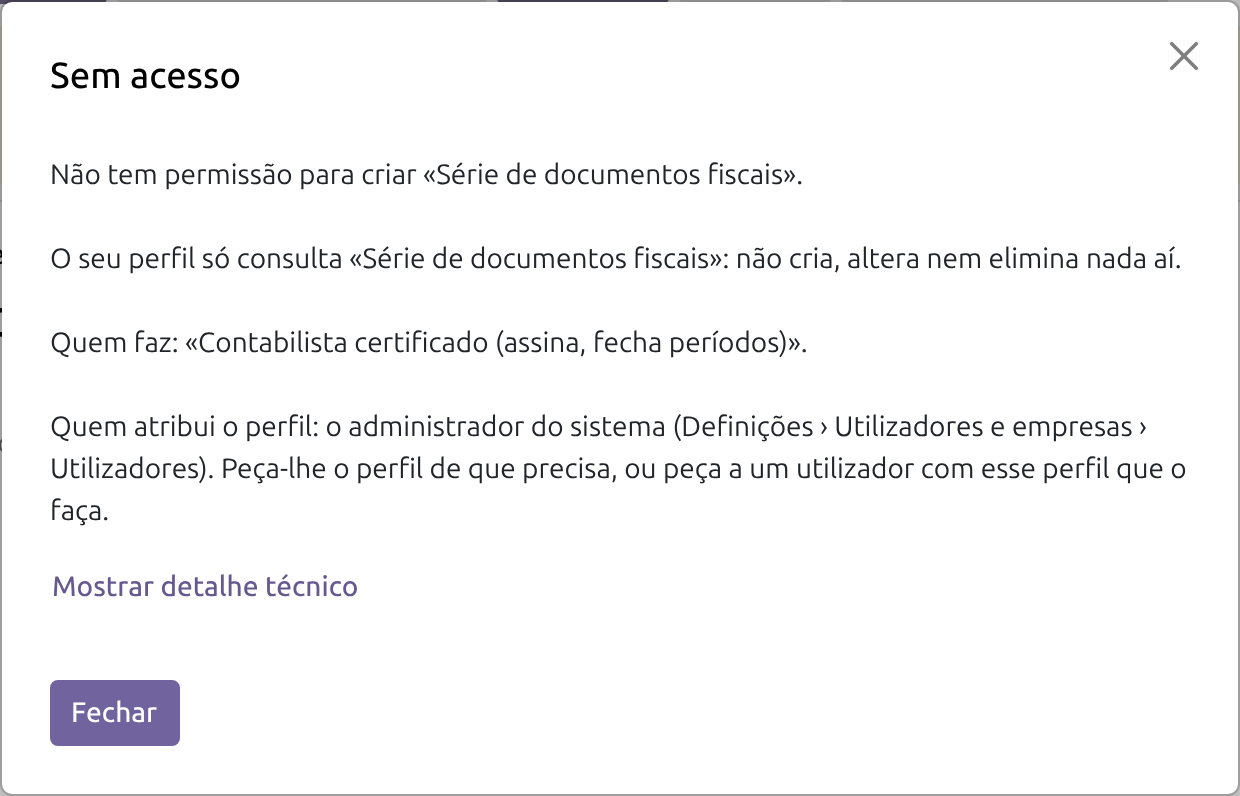 Sem acesso
Não tem permissão para criar «Série de documentos fiscais».
O seu perfil só consulta «Série de documentos fiscais»: não cria, altera nem elimina nada aí.
Quem faz: «Contabilista certificado (assina, fecha períodos)».
Quem atribui o perfil: o administrador do sistema (Definições › Utilizadores e empresas ›
Utilizadores). Peça-lhe o perfil de que precisa, ou peça a um utilizador com esse perfil que o
faça.
Mostrar detalhe técnico
Fechar